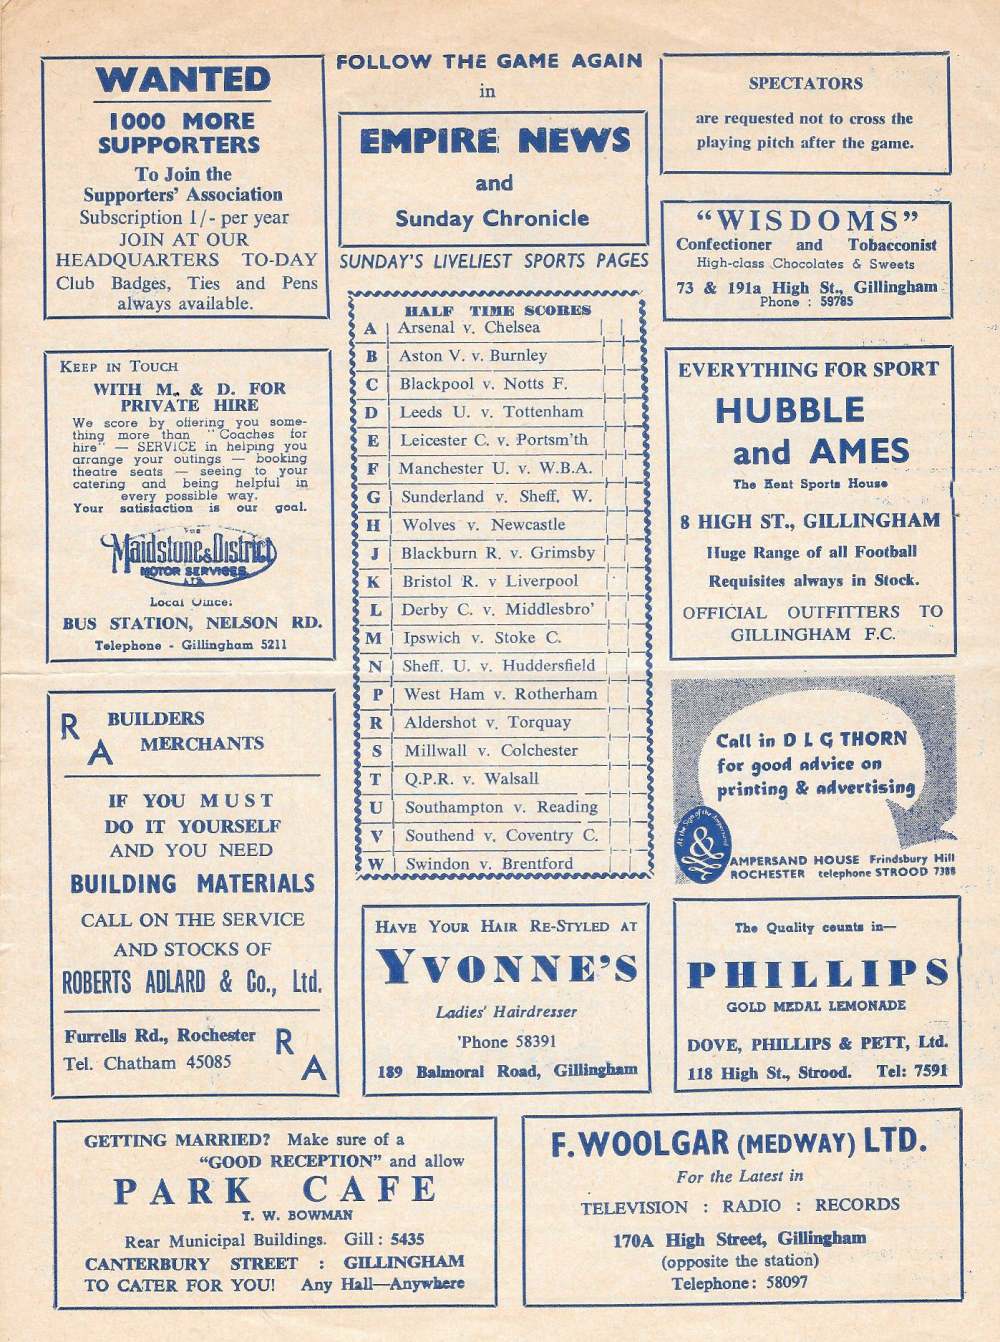 WANTED
1000 MORE
SUPPORTERS
To Join the
Supporters' Association
Subscription 1/- per year
JOIN AT OUR
HEADQUARTERS TO-DAY
Club Badges, Ties and Pens
always available.
FOLLOW THE GAME AGAIN
in
EMPIRE NEWS
and
Sunday Chronicle
SUNDAY'S LIVELIEST SPORTS PAGES
SPECTATORS
are requested not to cross the
playing pitch after the game.
"WISDOMS"
Confectioner and Tobacconist
High-class Chocolates & Sweets
73 & 191a High St., Gillingham
Phone : 59785
KEEP IN TOUCH
WITH M. & D. FOR
PRIVATE HIRE
We score by offering you some-
thing more than "Coaches for
hire" — SERVICE in helping you
arrange your outings — booking
theatre seats — seeing to your
catering and being helpful in
every possible way.
Your satisfaction is our goal.
THE
Maidstone & District
MOTOR SERVICES
LTD
Local Office:
BUS STATION, NELSON RD.
Telephone - Gillingham 5211
HALF TIME SCORES
A Arsenal v. Chelsea
B Aston V. v. Burnley
C Blackpool v. Notts F.
D Leeds U. v. Tottenham
E Leicester C. v. Portsm'th
F Manchester U. v. W.B.A.
G Sunderland v. Sheff. W.
H Wolves v. Newcastle
J Blackburn R. v. Grimsby
K Bristol R. v Liverpool
L Derby C. v. Middlesbro'
M Ipswich v. Stoke C.
N Sheff. U. v. Huddersfield
P West Ham v. Rotherham
R Aldershot v. Torquay
S Millwall v. Colchester
T Q.P.R. v. Walsall
U Southampton v. Reading
V Southend v. Coventry C.
W Swindon v. Brentford
EVERYTHING FOR SPORT
HUBBLE
and AMES
The Kent Sports House
8 HIGH ST., GILLINGHAM
Huge Range of all Football
Requisites always in Stock.
OFFICIAL OUTFITTERS TO
GILLINGHAM F.C.
RA BUILDERS
MERCHANTS
IF YOU MUST
DO IT YOURSELF
AND YOU NEED
BUILDING MATERIALS
CALL ON THE SERVICE
AND STOCKS OF
ROBERTS ADLARD & Co., Ltd.
Furrells Rd., Rochester
Tel. Chatham 45085
RA
Call in D L G THORN
for good advice on
printing & advertising
At the Sign of the Ampersand
&
AMPERSAND HOUSE Frindsbury Hill
ROCHESTER telephone STROOD 7388
HAVE YOUR HAIR RE-STYLED AT
YVONNE'S
Ladies' Hairdresser
'Phone 58391
189 Balmoral Road, Gillingham
The Quality counts in—
PHILLIPS
GOLD MEDAL LEMONADE
DOVE, PHILLIPS & PETT, Ltd.
118 High St., Strood. Tel: 7591
GETTING MARRIED? Make sure of a
"GOOD RECEPTION" and allow
PARK CAFE
T. W. BOWMAN
Rear Municipal Buildings. Gill : 5435
CANTERBURY STREET : GILLINGHAM
TO CATER FOR YOU! Any Hall—Anywhere
F. WOOLGAR (MEDWAY) LTD.
For the Latest in
TELEVISION : RADIO : RECORDS
170A High Street, Gillingham
(opposite the station)
Telephone: 58097